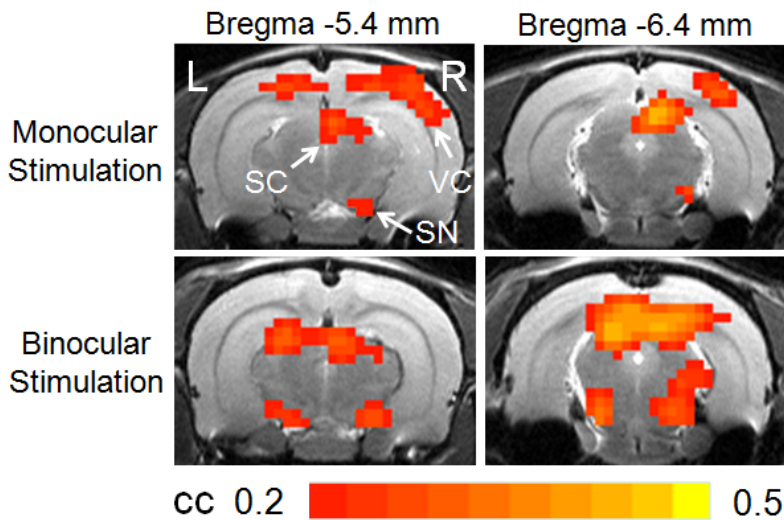 Bregma -5.4 mm
Bregma -6.4 mm
L
R
Monocular
Stimulation
SC
VC
SN
Binocular
Stimulation
cc 0.2
0.5